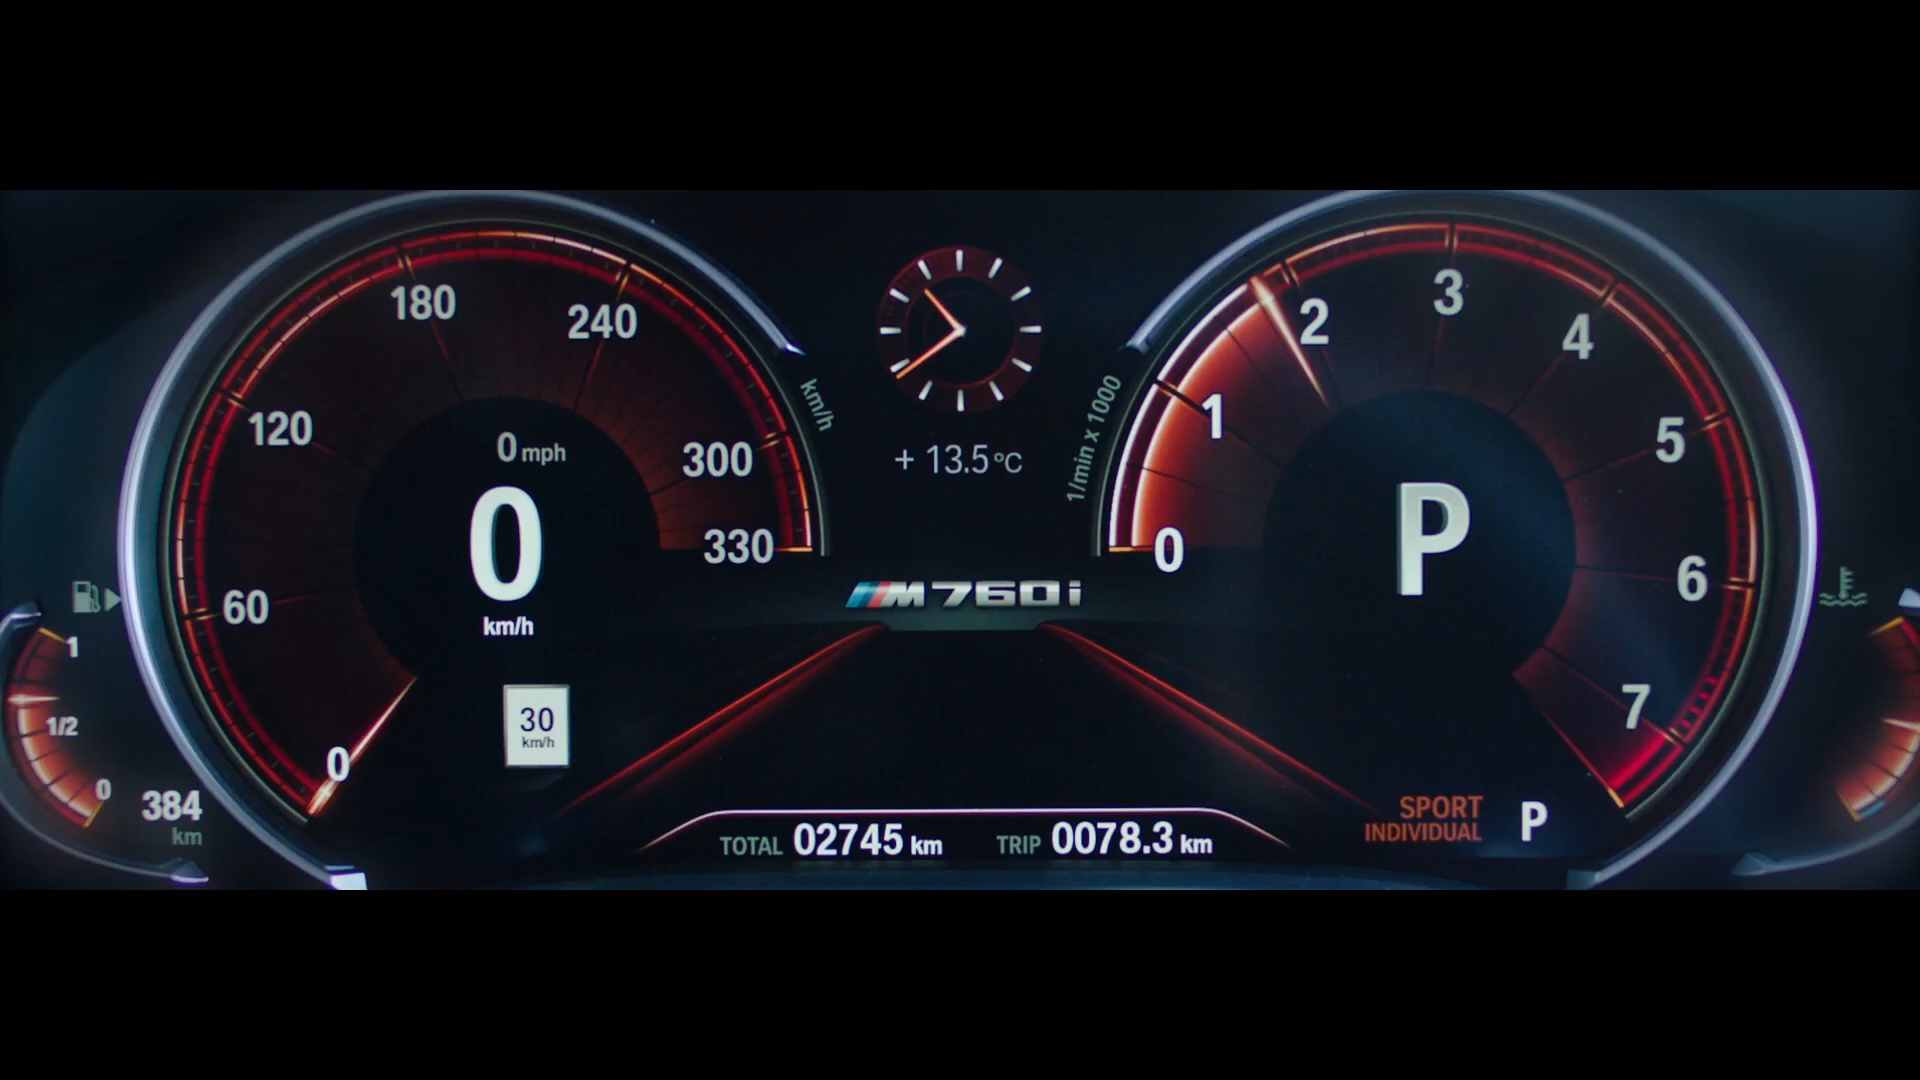 0 mph
0
km/h
0
60
120
180
240
300
330
km/h
30
km/h
1
1/2
0
384
km
+ 13.5 °C
M760i
TOTAL 02745 km
TRIP 0078.3 km
1/min x 1000
0
1
2
3
4
5
6
7
P
SPORT
INDIVIDUAL
P